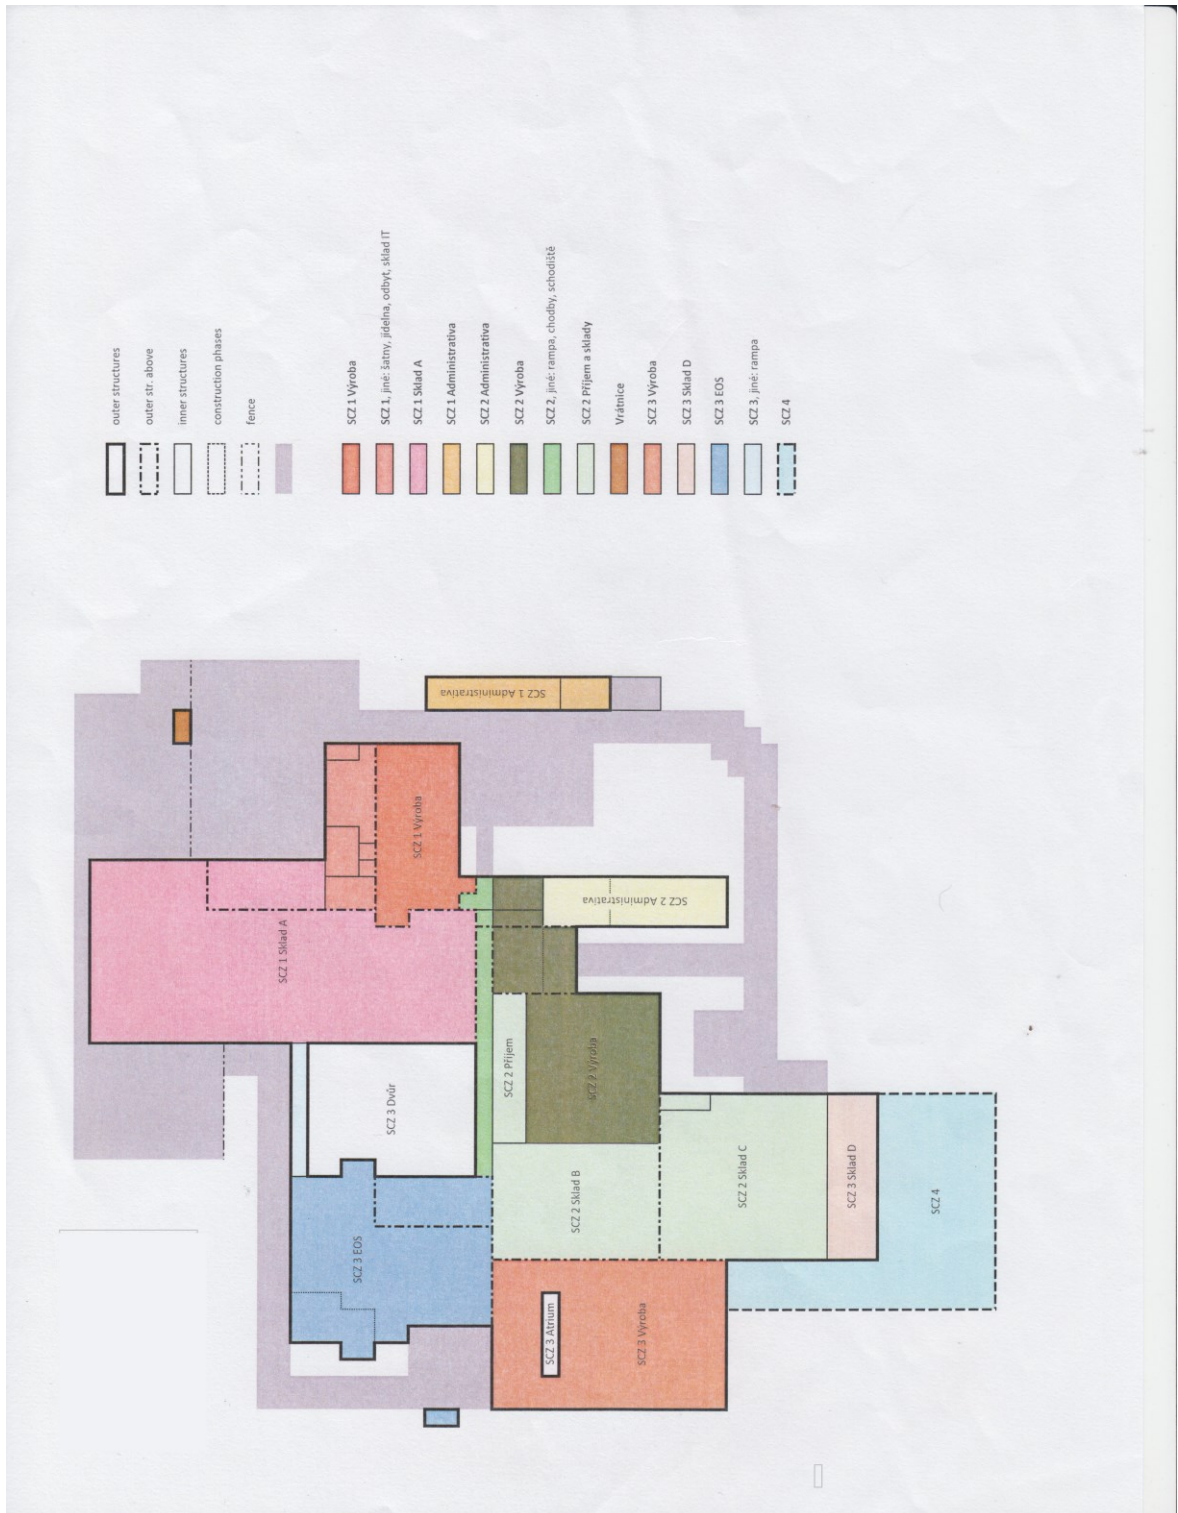 outer structures
outer str. above
inner structures
construction phases
fence
SCZ 1 Výroba
SCZ 1, jiné: šatny, jídelna, odbyt, sklad IT
SCZ 1 Sklad A
SCZ 1 Administrativa
SCZ 2 Administrativa
SCZ 2 Výroba
SCZ 2, jiné: rampa, chodby, schodiště
SCZ 2 Příjem a sklady
Vrátnice
SCZ 3 Výroba
SCZ 3 Sklad D
SCZ 3 EOS
SCZ 3, jiné: rampa
SCZ 4
SCZ 1 Sklad A
SCZ 1 Výroba
SCZ 1 Administrativa
SCZ 3 Dvůr
SCZ 2 Příjem
SCZ 2 Výroba
SCZ 2 Administrativa
SCZ 3 EOS
SCZ 2 Sklad B
SCZ 2 Sklad C
SCZ 3 Sklad D
SCZ 4
SCZ 3 Atrium
SCZ 3 Výroba